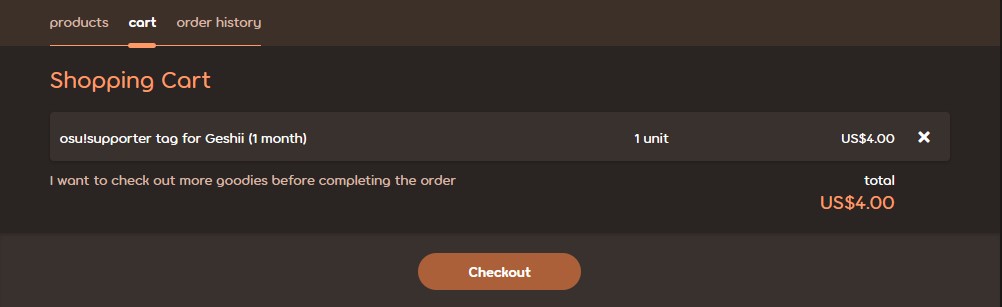 products cart order history
Shopping Cart
osu!supporter tag for Geshii (1 month) 1 unit US$4.00 ×
I want to check out more goodies before completing the order total
US$4.00
Checkout